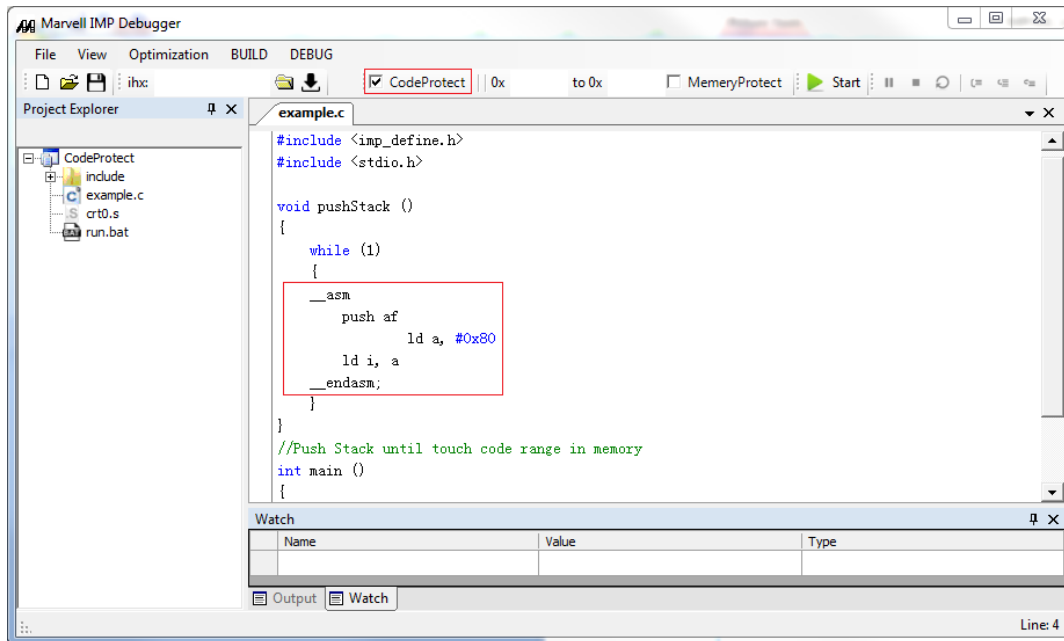 Marvell IMP Debugger
File View Optimization BUILD DEBUG
ihx: CodeProtect 0x to 0x MemeryProtect Start
Project Explorer
CodeProtect
include
example.c
crt0.s
run.bat
example.c
#include <imp_define.h>
#include <stdio.h>
void pushStack ()
{
while (1)
{
__asm
push af
ld a, #0x80
ld i, a
__endasm;
}
}
//Push Stack until touch code range in memory
int main ()
{
Watch
Name Value Type
Output Watch
Line: 4